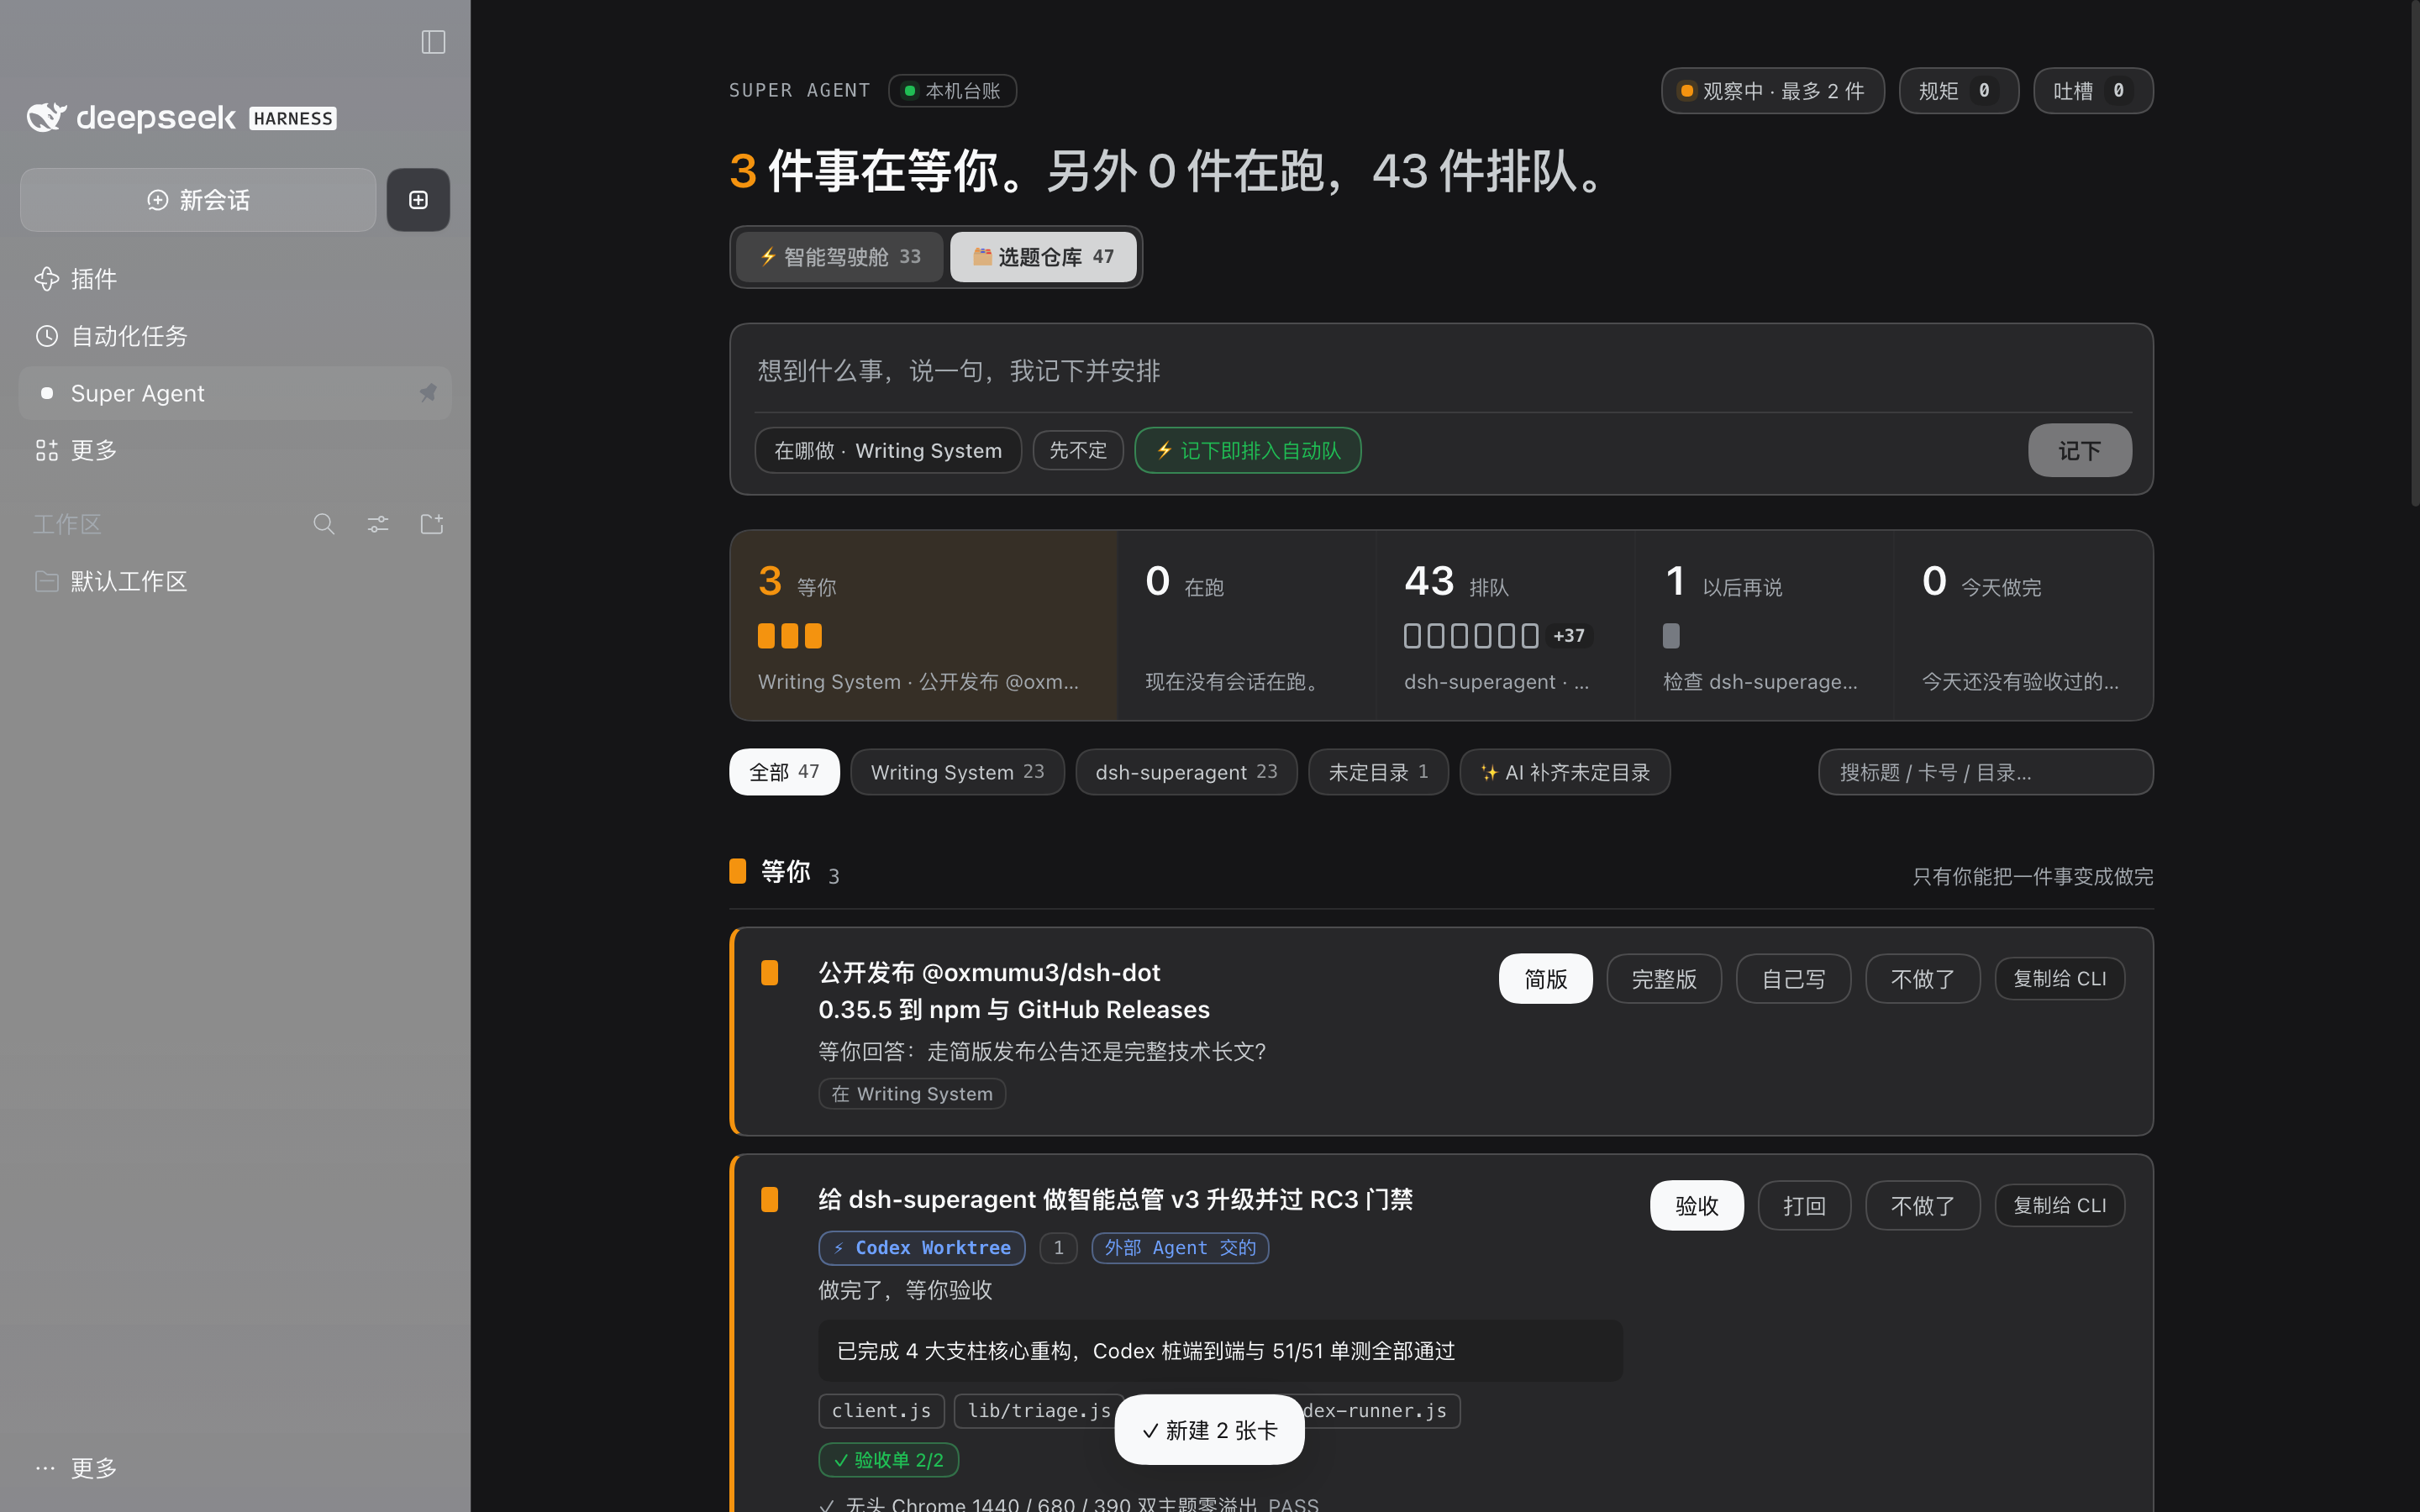 deepseek HARNESS
新会话
插件
自动化任务
Super Agent
更多
工作区
默认工作区
更多
SUPER AGENT 本机台账
观察中 · 最多 2 件 规矩 0 吐槽 0
3 件事在等你。另外 0 件在跑，43 件排队。
⚡ 智能驾驶舱 33 选题仓库 47
想到什么事，说一句，我记下并安排
在哪做 · Writing System 先不定 ⚡ 记下即排入自动队 记下
3 等你
Writing System · 公开发布 @oxm...
0 在跑
现在没有会话在跑。
43 排队
+37
dsh-superagent · ...
1 以后再说
检查 dsh-superage...
0 今天做完
今天还没有验收过的...
全部 47 Writing System 23 dsh-superagent 23 未定目录 1 ✨ AI 补齐未定目录 搜标题 / 卡号 / 目录...
等你 3 只有你能把一件事变成做完
公开发布 @oxmumu3/dsh-dot
0.35.5 到 npm 与 GitHub Releases
简版 完整版 自己写 不做了 复制给 CLI
等你回答：走简版发布公告还是完整技术长文？
在 Writing System
给 dsh-superagent 做智能总管 v3 升级并过 RC3 门禁
验收 打回 不做了 复制给 CLI
⚡ Codex Worktree 1 外部 Agent 交的
做完了，等你验收
已完成 4 大支柱核心重构，Codex 桩端到端与 51/51 单测全部通过
client.js lib/triage.js dex-runner.js
✓ 新建 2 张卡
✓ 验收单 2/2
✓ 无头 Chrome 1440 / 680 / 390 双主题零溢出 PASS